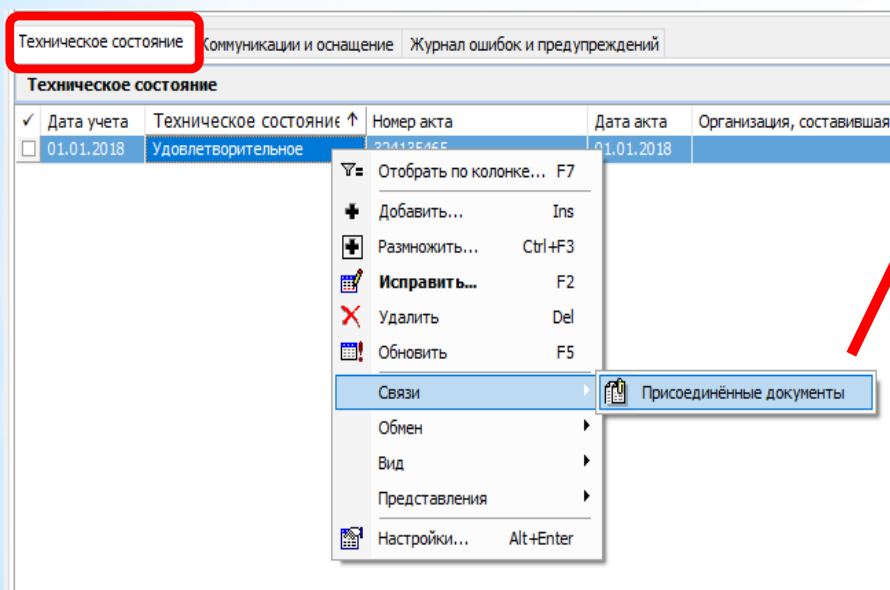 Техническое состояние Коммуникации и оснащение Журнал ошибок и предупреждений
Техническое состояние
Дата учета Техническое состояние Номер акта Дата акта Организация, составившая
01.01.2018 Удовлетворительное 324135465 01.01.2018
Отобрать по колонке... F7
Добавить... Ins
Размножить... Ctrl+F3
Исправить... F2
Удалить Del
Обновить F5
Связи Присоединённые документы
Обмен
Вид
Представления
Настройки... Alt+Enter